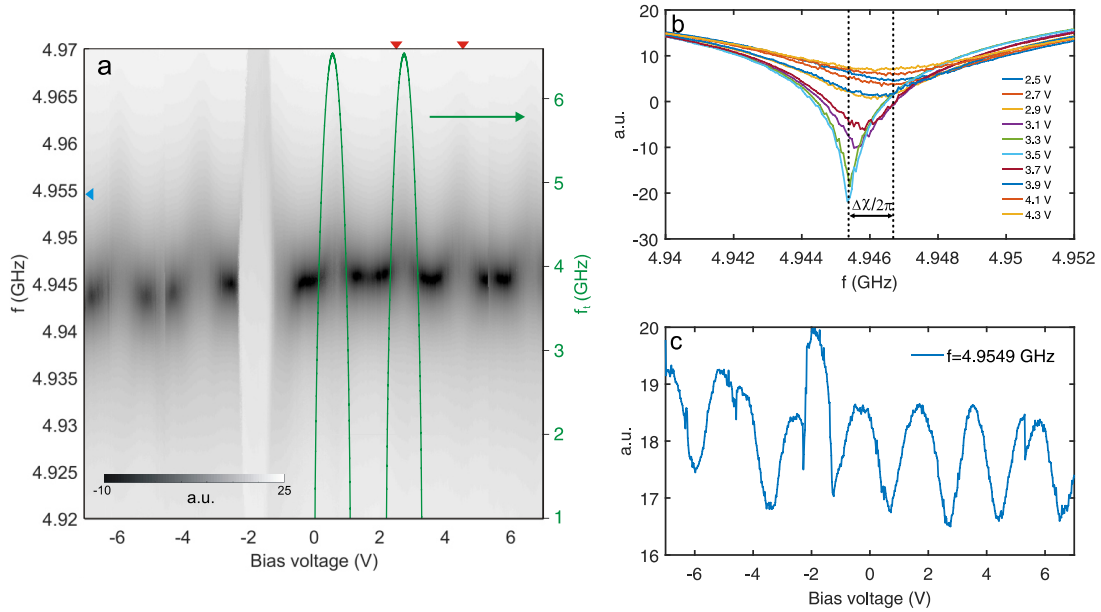 a
4.97
4.965
4.96
4.955
4.95
4.945
4.94
4.935
4.93
4.925
4.92
f (GHz)
-6 -4 -2 0 2 4 6
Bias voltage (V)
6
5
4
3
2
1
f_t (GHz)
-10 25
a.u.
b
20
10
0
-10
-20
-30
a.u.
4.94 4.942 4.944 4.946 4.948 4.95 4.952
f (GHz)
Δχ/2π
2.5 V
2.7 V
2.9 V
3.1 V
3.3 V
3.5 V
3.7 V
3.9 V
4.1 V
4.3 V
c
20
19
18
17
16
a.u.
f=4.9549 GHz
-6 -4 -2 0 2 4 6
Bias voltage (V)